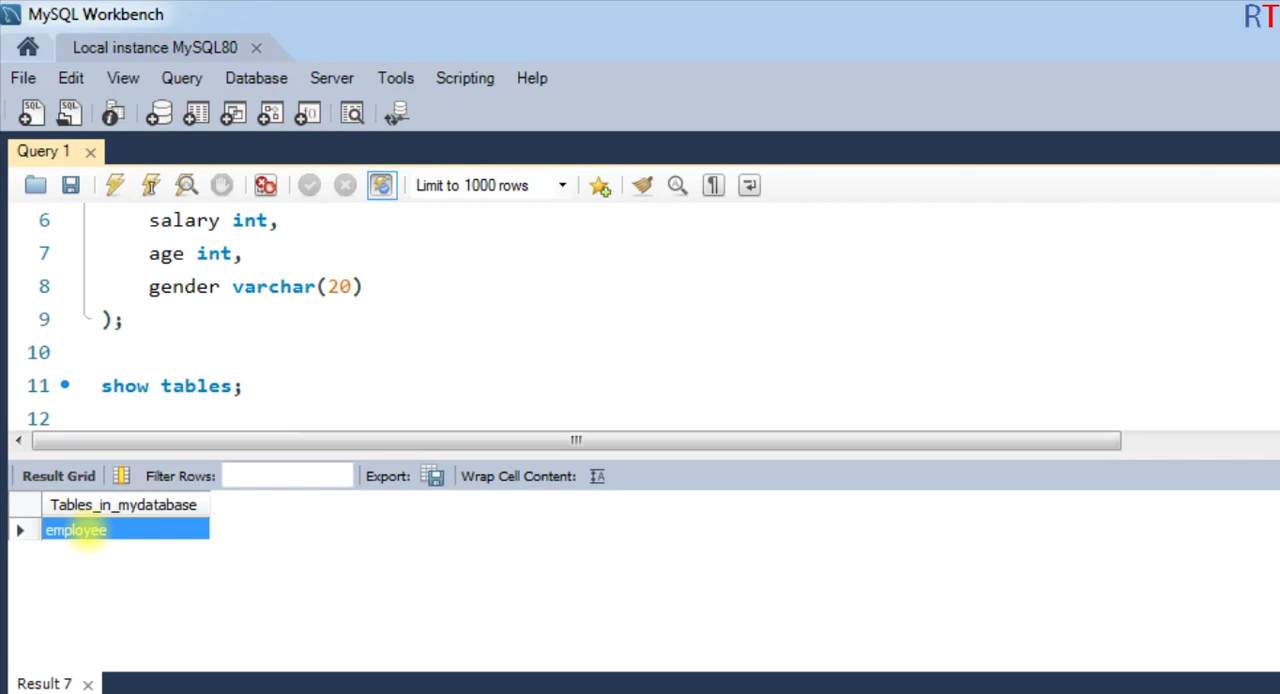 MySQL Workbench
RT
Local instance MySQL80
File Edit View Query Database Server Tools Scripting Help
SQL SQL
Query 1
Limit to 1000 rows
6 salary int,
7 age int,
8 gender varchar(20)
9 );
10
11 show tables;
12
Result Grid Filter Rows: Export: Wrap Cell Content:
Tables_in_mydatabase
employee
Result 7